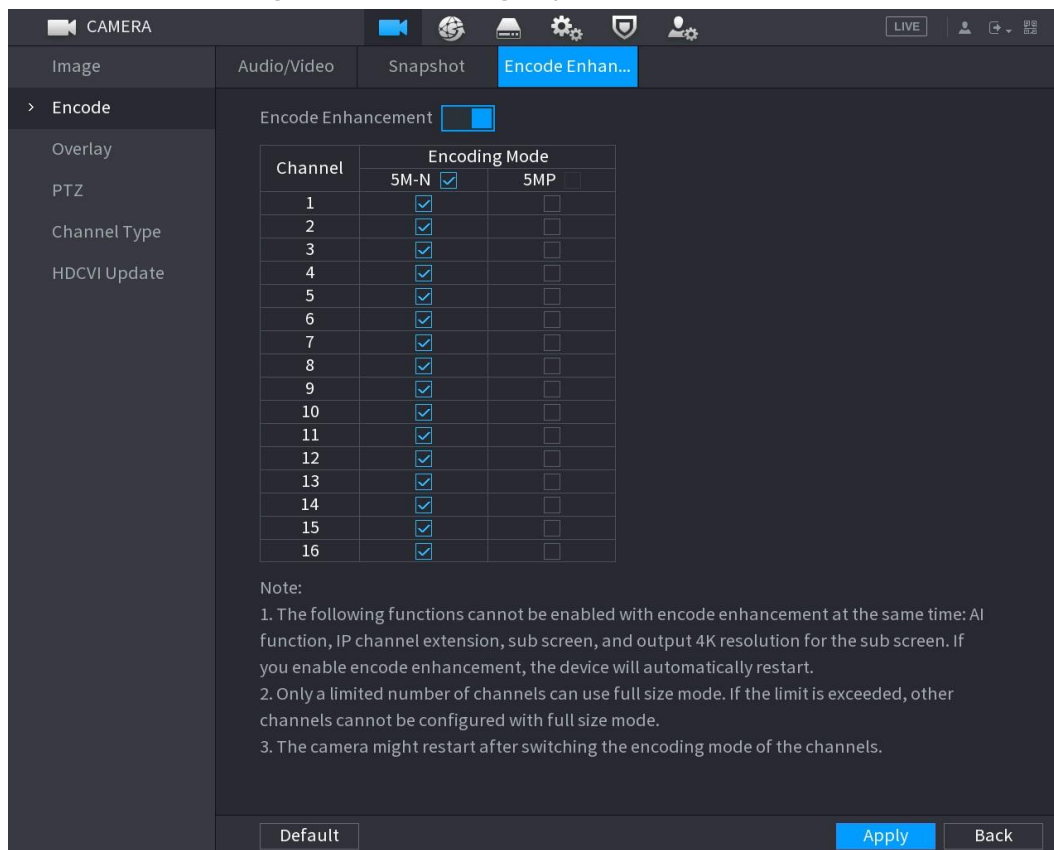 CAMERA
LIVE
Image
Audio/Video Snapshot Encode Enhan...
Encode
Encode Enhancement
Overlay
PTZ
Channel Type
HDCVI Update
Channel Encoding Mode
5M-N 5MP
1
2
3
4
5
6
7
8
9
10
11
12
13
14
15
16
Note:
1. The following functions cannot be enabled with encode enhancement at the same time: AI
function, IP channel extension, sub screen, and output 4K resolution for the sub screen. If
you enable encode enhancement, the device will automatically restart.
2. Only a limited number of channels can use full size mode. If the limit is exceeded, other
channels cannot be configured with full size mode.
3. The camera might restart after switching the encoding mode of the channels.
Default Apply Back